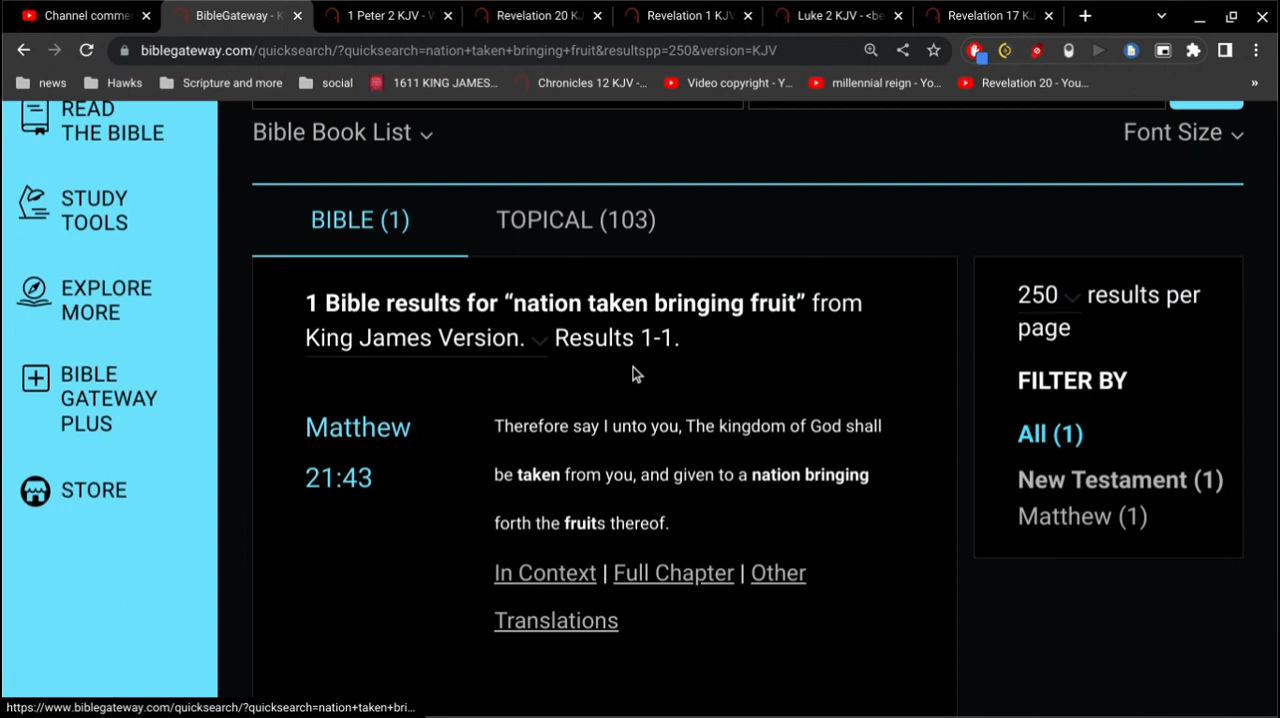 Channel comme
BibleGateway - K
1 Peter 2 KJV - V
Revelation 20 KJ
Revelation 1 KJV
Luke 2 KJV - <be
Revelation 17 KJ
biblegateway.com/quicksearch/?quicksearch=nation+taken+bringing+fruit&resultspp=250&version=KJV
news
Hawks
Scripture and more
social
1611 KING JAMES...
Chronicles 12 KJV -...
Video copyright - Y...
millennial reign - Yo...
Revelation 20 - You...
»
READ
THE BIBLE
STUDY
TOOLS
EXPLORE
MORE
BIBLE
GATEWAY
PLUS
STORE
Bible Book List
Font Size
BIBLE (1)
TOPICAL (103)
1 Bible results for “nation taken bringing fruit” from
King James Version. Results 1-1.
Matthew
21:43
Therefore say I unto you, The kingdom of God shall
be taken from you, and given to a nation bringing
forth the fruits thereof.
In Context | Full Chapter | Other
Translations
250 results per
page
FILTER BY
All (1)
New Testament (1)
Matthew (1)
https://www.biblegateway.com/quicksearch/?quicksearch=nation+taken+bri...